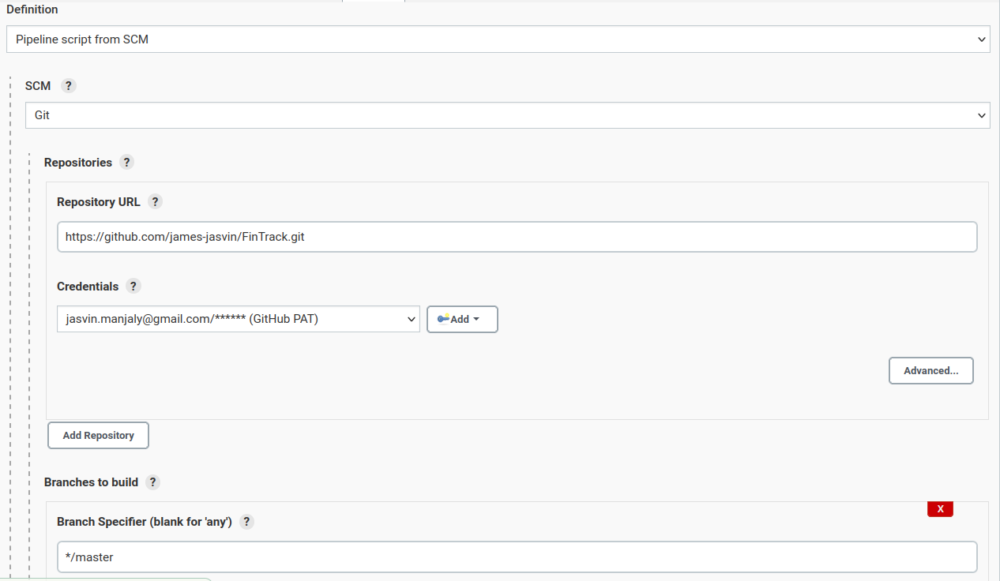 Definition
Pipeline script from SCM
SCM ?
Git
Repositories ?
Repository URL ?
https://github.com/james-jasvin/FinTrack.git
Credentials ?
jasvin.manjaly@gmail.com/****** (GitHub PAT)
Add
Advanced...
Add Repository
Branches to build ?
X
Branch Specifier (blank for 'any') ?
*/master